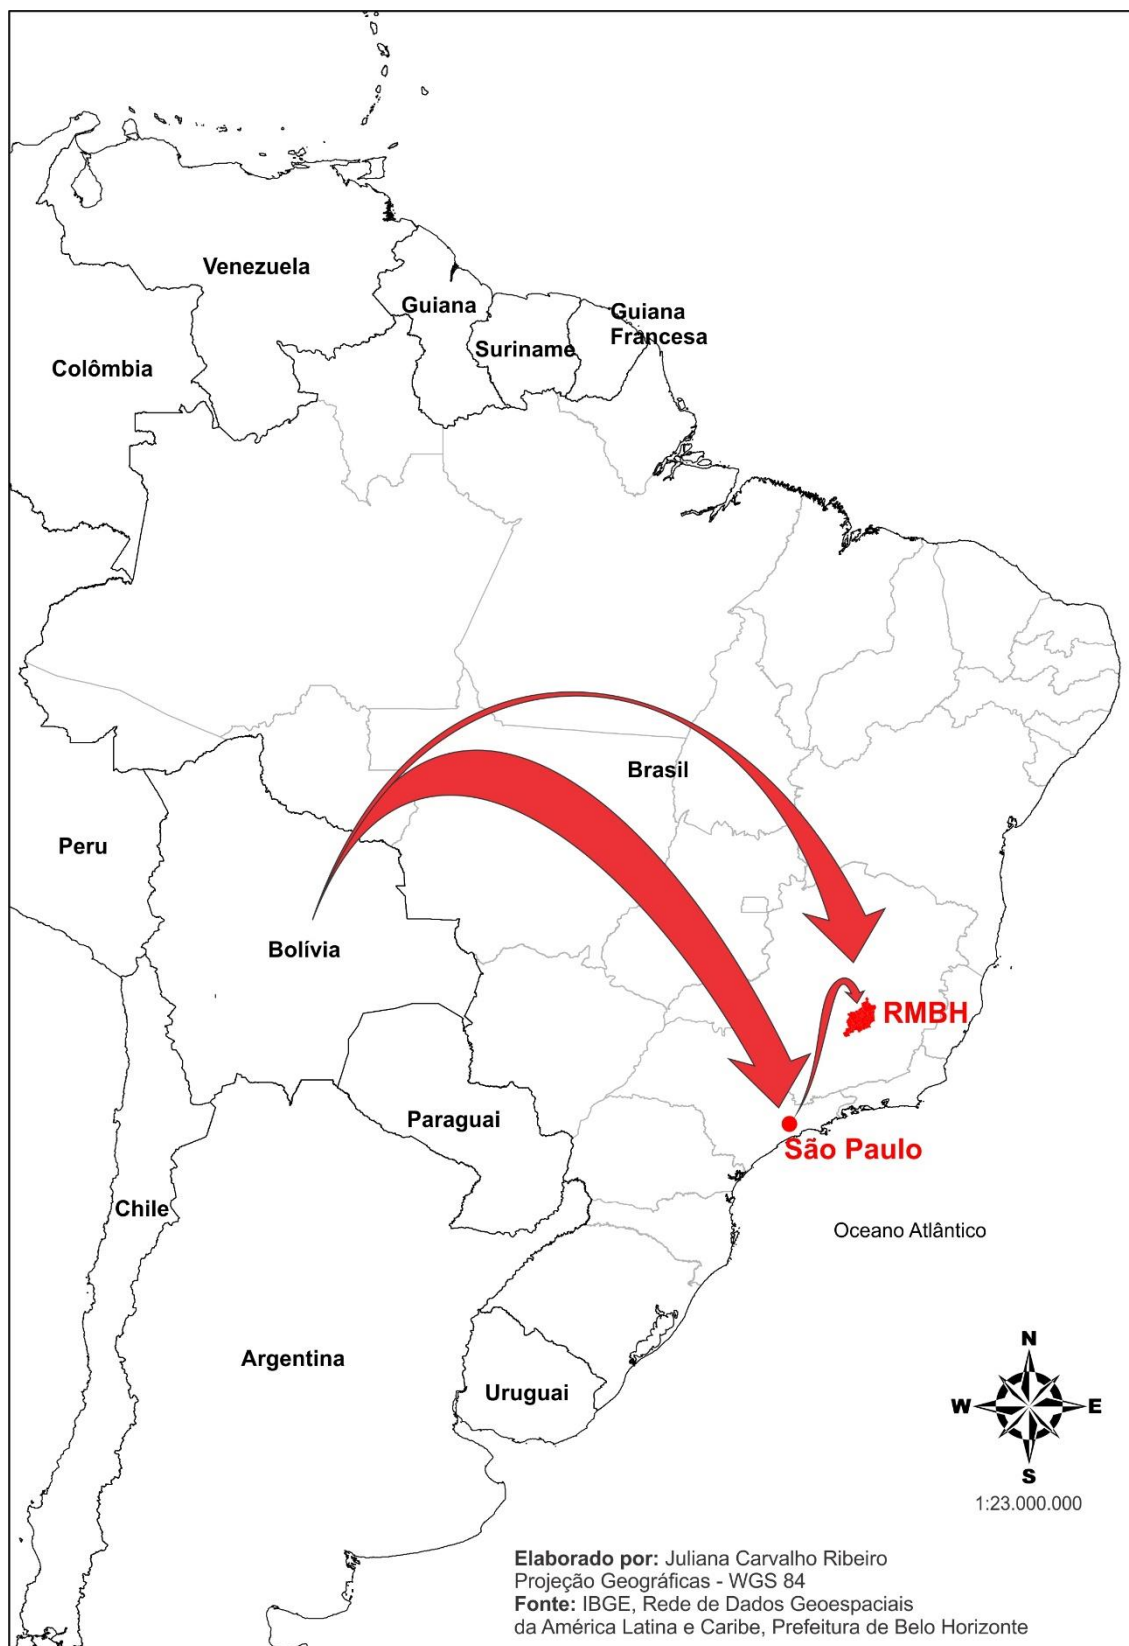 Venezuela
Guiana
Guiana
Francesa
Suriname
Colômbia
Brasil
Peru
Bolívia
RMBH
Paraguai
São Paulo
Chile
Oceano Atlântico
Argentina
Uruguai
N
W
E
S
1:23.000.000
Elaborado por: Juliana Carvalho Ribeiro
Projeção Geográficas - WGS 84
Fonte: IBGE, Rede de Dados Geoespaciais
da América Latina e Caribe, Prefeitura de Belo Horizonte